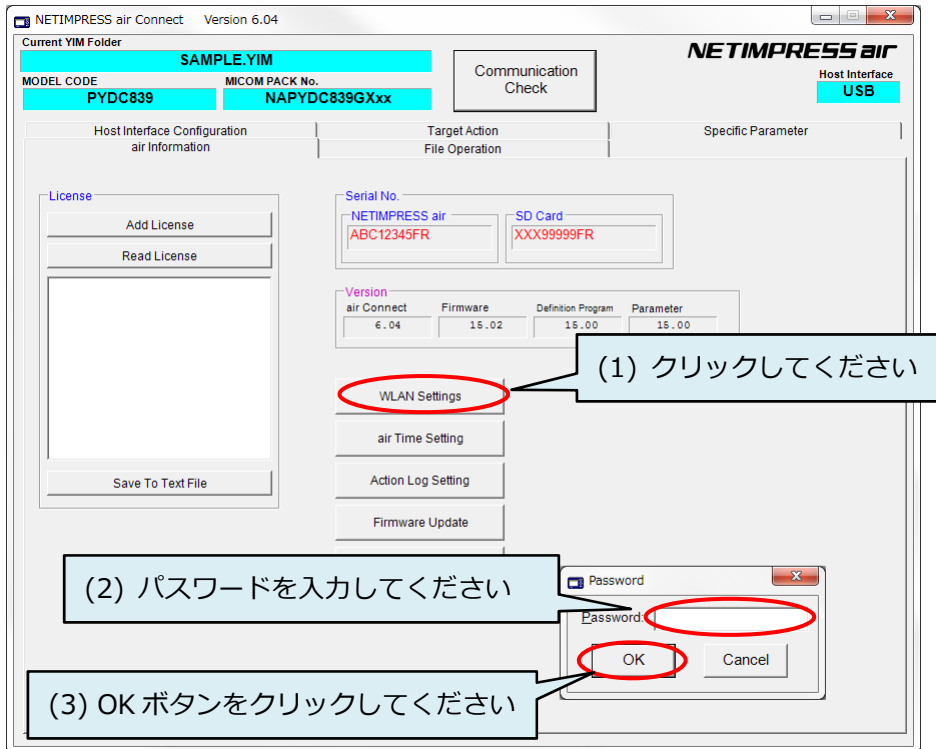 NETIMPRESS air Connect Version 6.04
Current YIM Folder
SAMPLE.YIM
MODEL CODE
MICOM PACK No.
PYDC839
NAPYDC839GXxx
Communication
Check
NETIMPRESS air
Host Interface
USB
Host Interface Configuration
Target Action
Specific Parameter
air Information
File Operation
License
Add License
Read License
Save To Text File
Serial No.
NETIMPRESS air
SD Card
ABC12345FR
XXX99999FR
Version
air Connect
Firmware
Definition Program
Parameter
6.04
15.02
15.00
15.00
(1) クリックしてください
WLAN Settings
air Time Setting
Action Log Setting
Firmware Update
(2) パスワードを入力してください
Password
Password:
OK
Cancel
(3) OK ボタンをクリックしてください